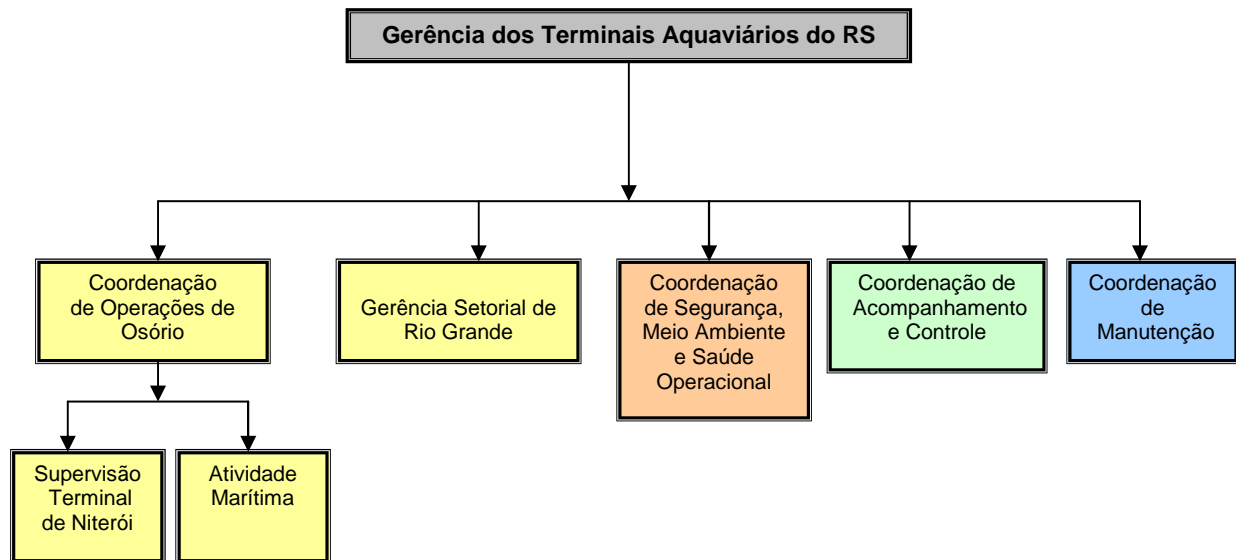 Gerência dos Terminais Aquaviários do RS
Coordenação
de Operações de
Osório
Gerência Setorial de
Rio Grande
Coordenação
de Segurança,
Meio Ambiente
e Saúde
Operacional
Coordenação de
Acompanhamento
e Controle
Coordenação
de
Manutenção
Supervisão
Terminal
de Niterói
Atividade
Marítima